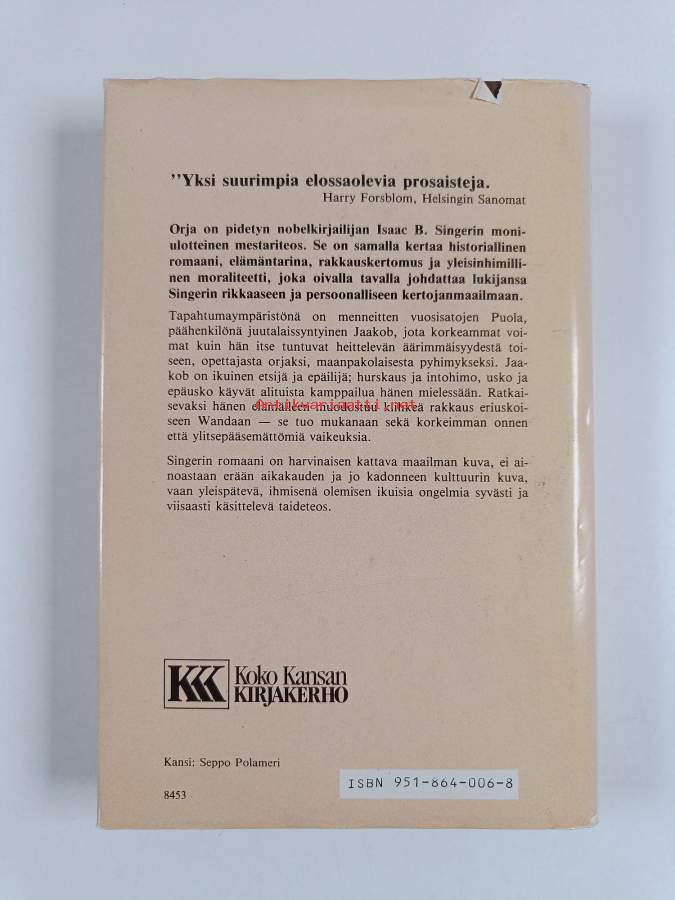 "Yksi suurimpia elossaolevia prosaisteja.
Harry Forsblom, Helsingin Sanomat
Orja on pidetyn nobelkirjailijan Isaac B. Singerin moni-
ulotteinen mestariteos. Se on samalla kertaa historiallinen
romaani, elämäntarina, rakkauskertomus ja yleisinhimilli-
nen moraliteetti, joka oivalla tavalla johdattaa lukijansa
Singerin rikkaaseen ja persoonalliseen kertojanmaailmaan.
Tapahtumaympäristönä on menneitten vuosisatojen Puola,
päähenkilönä juutalaissyntyinen Jaakob, jota korkeammat voi-
mat kuin hän itse tuntuvat heittelevän äärimmäisyydestä toi-
seen, opettajasta orjaksi, maanpakolaisesta pyhimykseksi. Jaa-
kob on ikuinen etsijä ja epäilijä; hurskaus ja intohimo, usko ja
epäusko käyvät alituista kamppailua hänen mielessään. Ratkai-
sevaksi hänen elämälleen muodostuu kiihkeä rakkaus eriuskoi-
antikvariaatti.net
seen Wandaan — se tuo mukanaan sekä korkeimman onnen
että ylitsepääsemättömiä vaikeuksia.
Singerin romaani on harvinaisen kattava maailman kuva, ei ai-
noastaan erään aikakauden ja jo kadonneen kulttuurin kuva,
vaan yleispätevä, ihmisenä olemisen ikuisia ongelmia syvästi ja
viisaasti käsittelevä taideteos.
KKK Koko Kansan
KIRJAKERHO
Kansi: Seppo Polameri
ISBN 951-864-006-8
8453